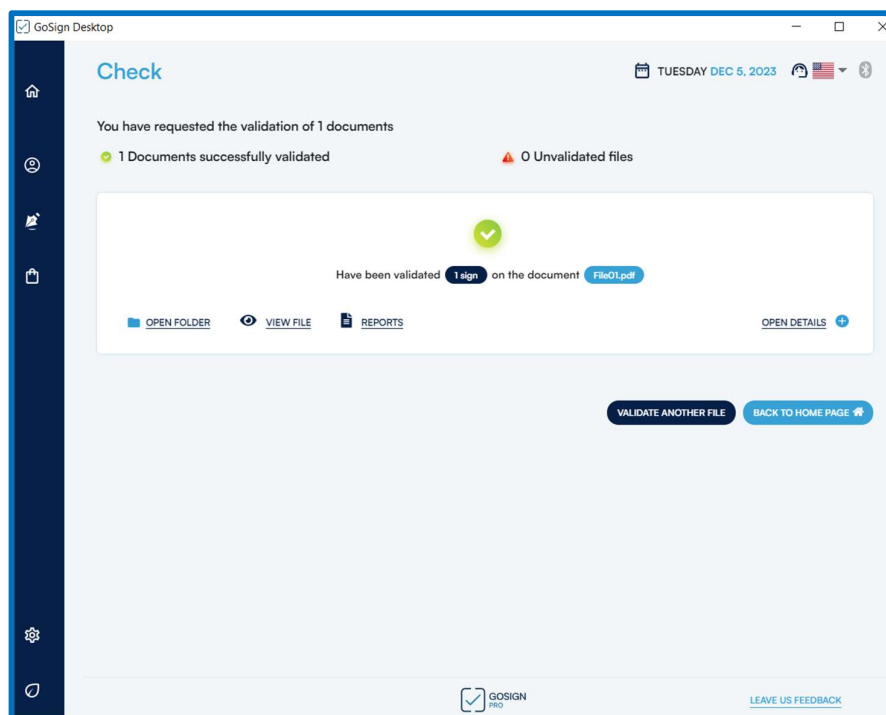 GoSign Desktop
Check
TUESDAY DEC 5, 2023
You have requested the validation of 1 documents
1 Documents successfully validated
0 Unvalidated files
Have been validated 1 sign on the document File01.pdf
OPEN FOLDER VIEW FILE REPORTS OPEN DETAILS
VALIDATE ANOTHER FILE BACK TO HOME PAGE
GOSIGN
PRO
LEAVE US FEEDBACK